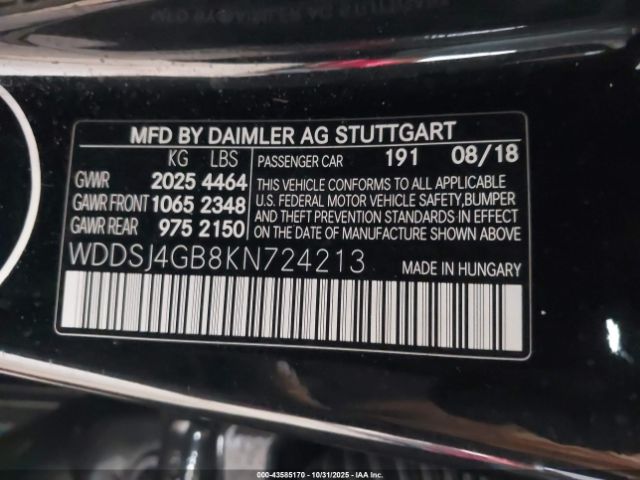 MFD BY DAIMLER AG STUTTGART
KG LBS
GVWR 2025 4464
GAWR FRONT 1065 2348
GAWR REAR 975 2150
PASSENGER CAR 191 08/18
THIS VEHICLE CONFORMS TO ALL APPLICABLE
U.S. FEDERAL MOTOR VEHICLE SAFETY,BUMPER
AND THEFT PREVENTION STANDARDS IN EFFECT
ON THE DATE OF MANUFACTURE SHOWN ABOVE.
WDDSJ4GB8KN724213 MADE IN HUNGARY
000-43585170 - 10/31/2025 - IAA Inc.